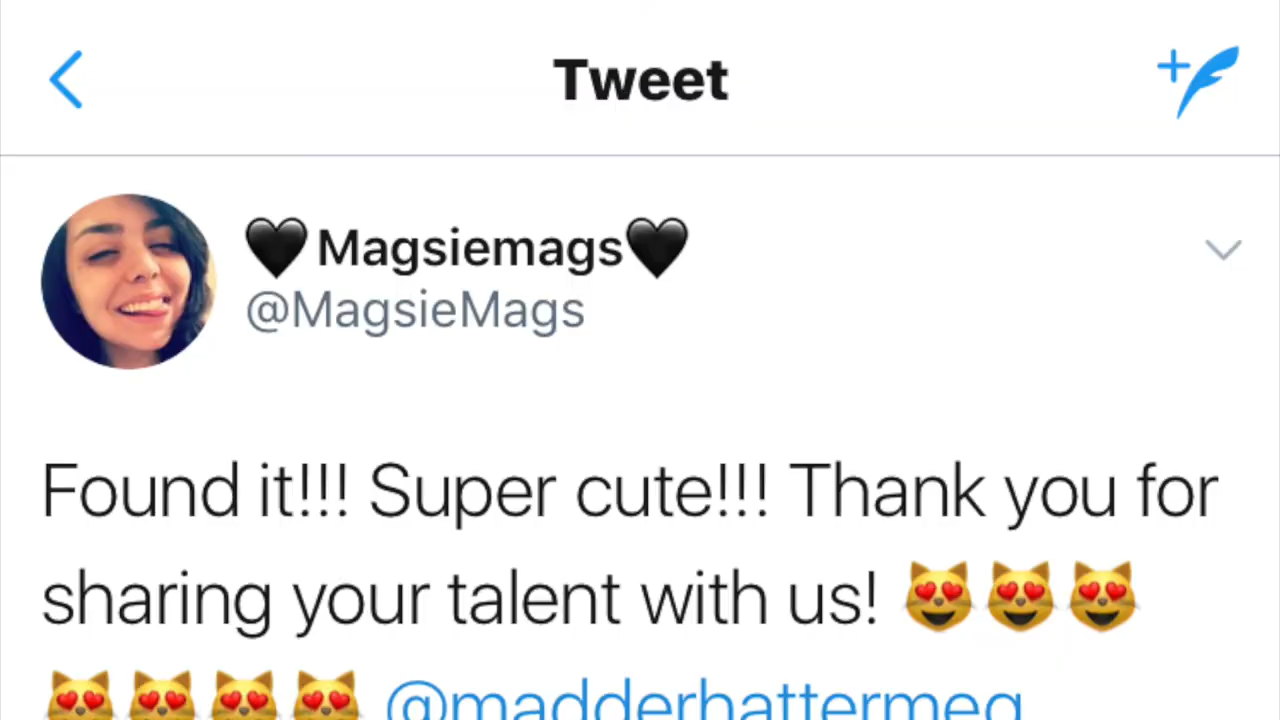 Tweet
🖤Magsiemags🖤
@MagsieMags
Found it!!! Super cute!!! Thank you for
sharing your talent with us! 😻😻😻
😻😻😻😻 @madderhattermeg